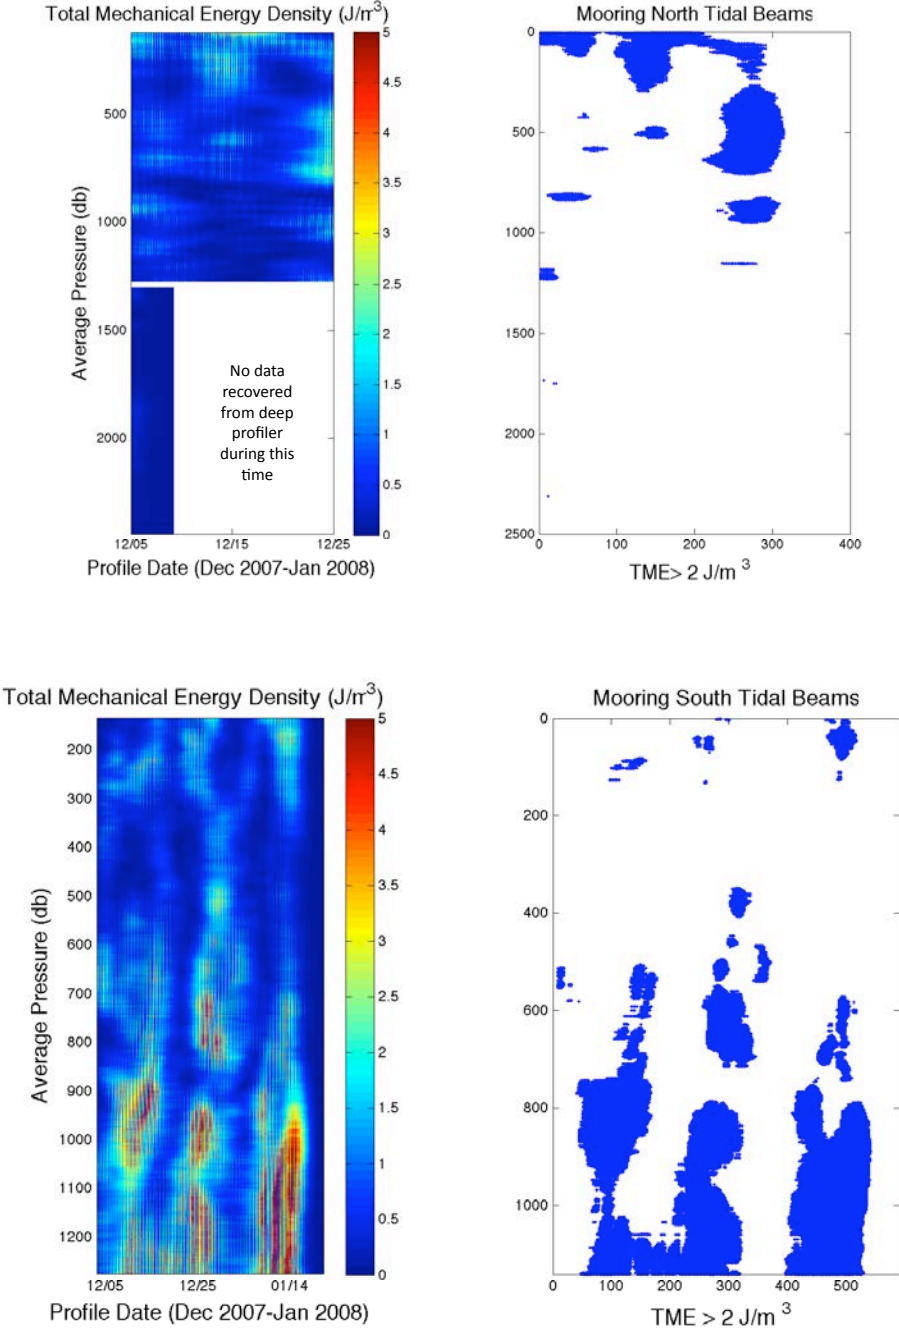 Total Mechanical Energy Density (J/m³)
5
4.5
4
3.5
3
2.5
2
1.5
1
0.5
0
500
1000
1500
2000
2500
Average Pressure (db)
No data
recovered
from deep
profiler
during this
time
12/05 12/15 12/25
Profile Date (Dec 2007-Jan 2008)
Mooring North Tidal Beams
0
500
1000
1500
2000
2500
0 100 200 300 400
TME> 2 J/m ³
Total Mechanical Energy Density (J/m³)
5
4.5
4
3.5
3
2.5
2
1.5
1
0.5
0
200
300
400
500
600
700
800
900
1000
1100
1200
Average Pressure (db)
12/05 12/25 01/14
Profile Date (Dec 2007-Jan 2008)
Mooring South Tidal Beams
0
200
400
600
800
1000
0 100 200 300 400 500
TME > 2 J/m ³